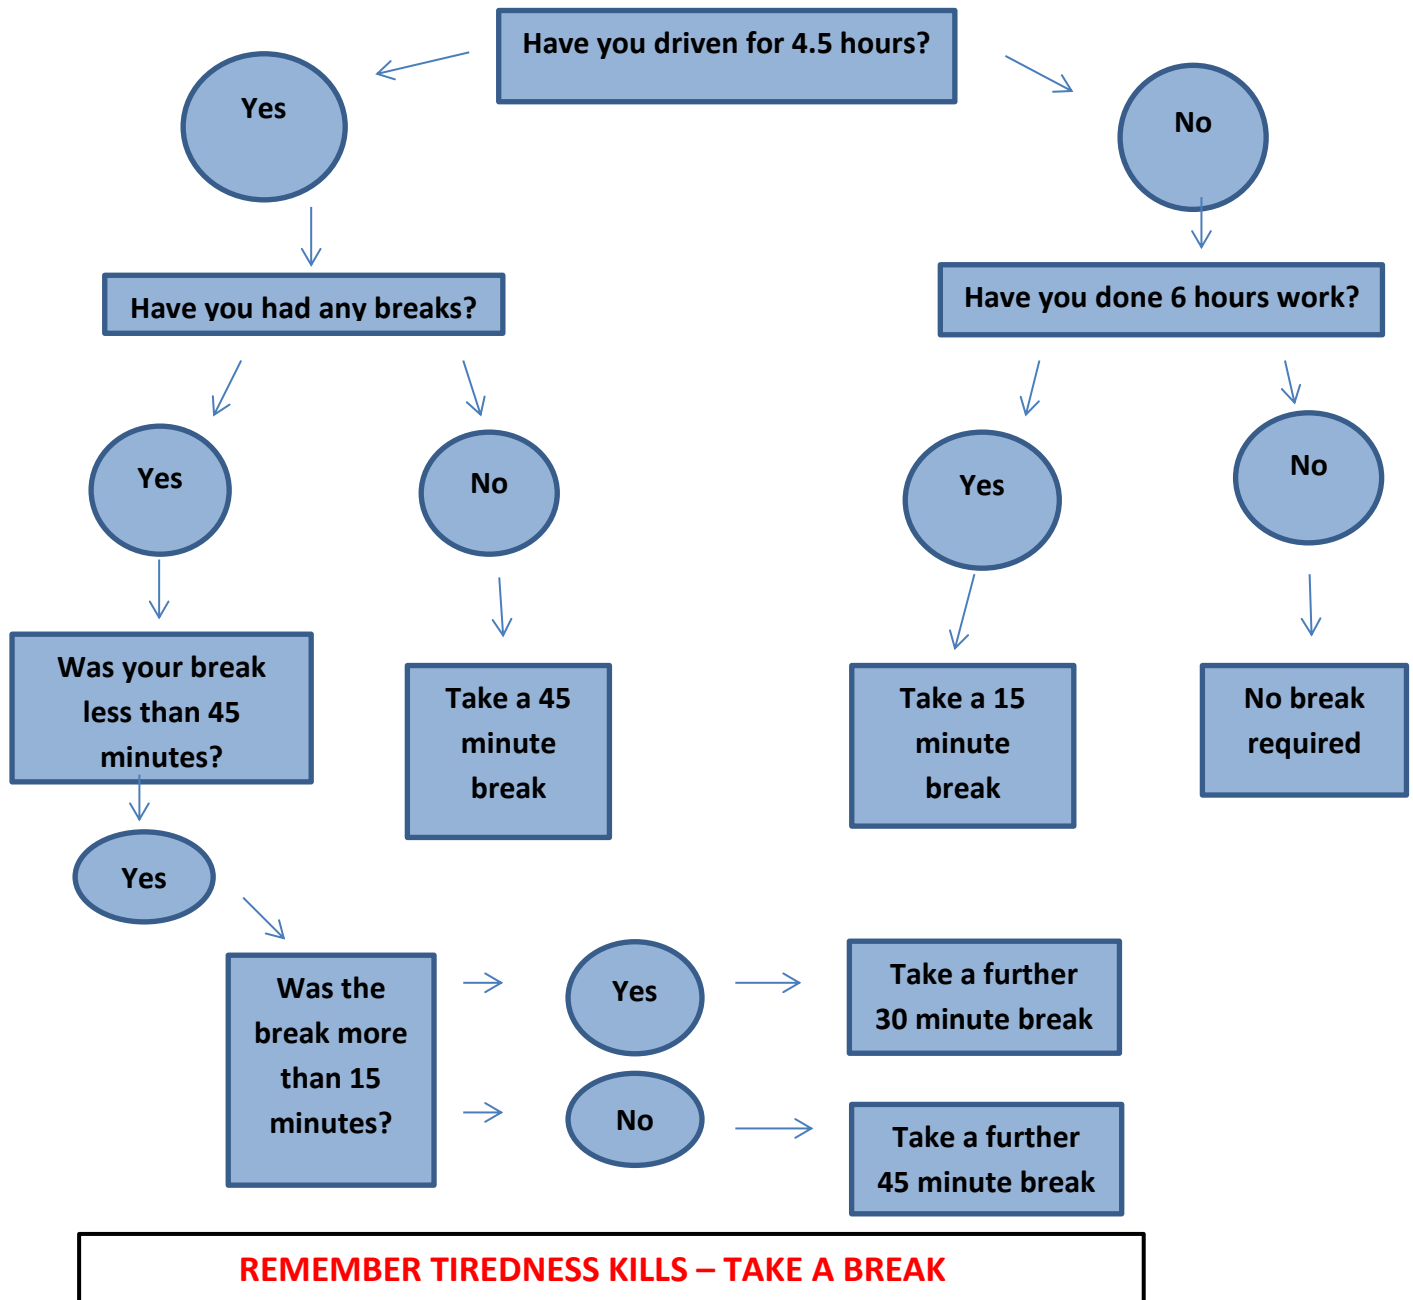 Have you driven for 4.5 hours?
Yes
No
Have you had any breaks?
Have you done 6 hours work?
Yes
No
Yes
No
Was your break
less than 45
minutes?
Take a 45
minute
break
Take a 15
minute
break
No break
required
Yes
Was the
break more
than 15
minutes?
Yes
Take a further
30 minute break
No
Take a further
45 minute break
REMEMBER TIREDNESS KILLS – TAKE A BREAK